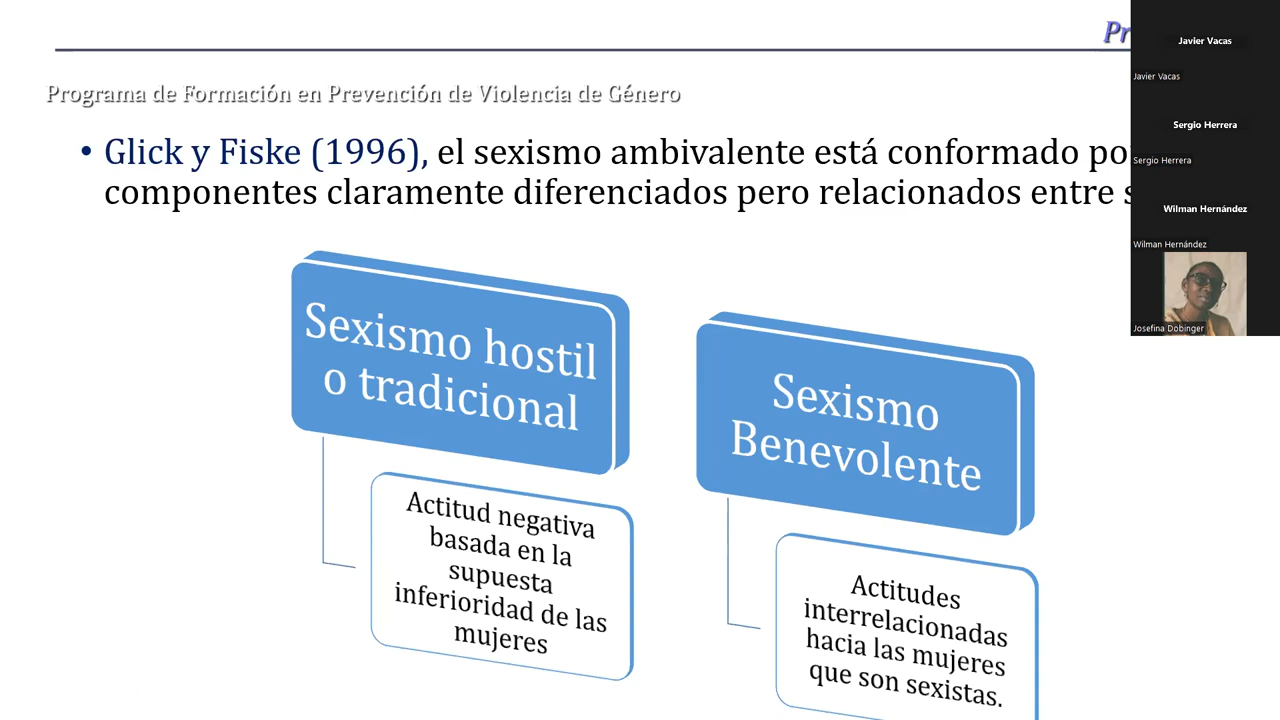 Pr
Programa de Formación en Prevención de Violencia de Género
• Glick y Fiske (1996), el sexismo ambivalente está conformado po
componentes claramente diferenciados pero relacionados entre s
Sexismo hostil
o tradicional
Actitud negativa
basada en la
supuesta
inferioridad de las
mujeres
Sexismo
Benevolente
Actitudes
interrelacionadas
hacia las mujeres
que son sexistas.
Javier Vacas
Javier Vacas
Sergio Herrera
Sergio Herrera
Wilman Hernández
Wilman Hernández
Josefina Dobinger